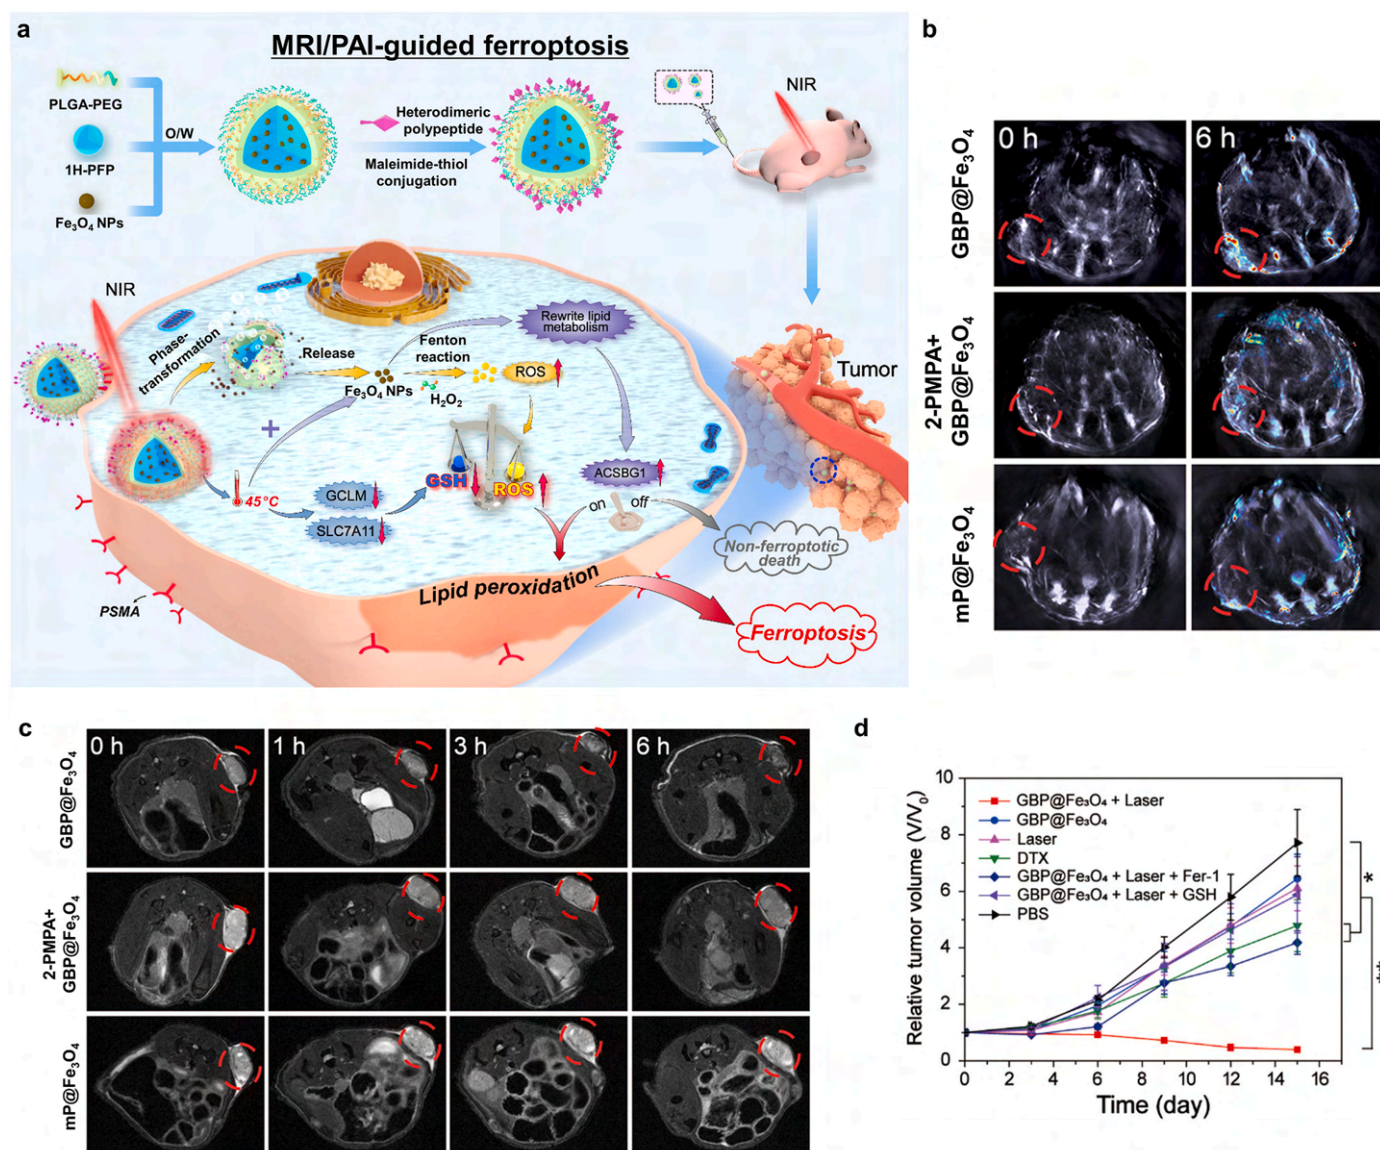 a
MRI/PAI-guided ferroptosis
PLGA-PEG
1H-PFP
Fe₃O₄ NPs
O/W
Heterodimeric
polypeptide
Maleimide-thiol
conjugation
NIR
NIR
Phase-
transformation
Release
Fe₃O₄ NPs
Fenton
reaction
H₂O₂
ROS
Rewrite lipid
metabolism
+
45°C
GCLM
SLC7A11
GSH
ROS
ACSBG1
on
off
Non-ferroptotic
death
Lipid peroxidation
Ferroptosis
PSMA
Tumor
b
0 h
6 h
GBP@Fe₃O₄
2-PMPA+
GBP@Fe₃O₄
mP@Fe₃O₄
c
0 h
1 h
3 h
6 h
GBP@Fe₃O₄
2-PMPA+
GBP@Fe₃O₄
mP@Fe₃O₄
d
Relative tumor volume (V/V₀)
10
8
6
4
2
0
GBP@Fe₃O₄ + Laser
GBP@Fe₃O₄
Laser
DTX
GBP@Fe₃O₄ + Laser + Fer-1
GBP@Fe₃O₄ + Laser + GSH
PBS
*
**
0 2 4 6 8 10 12 14 16
Time (day)